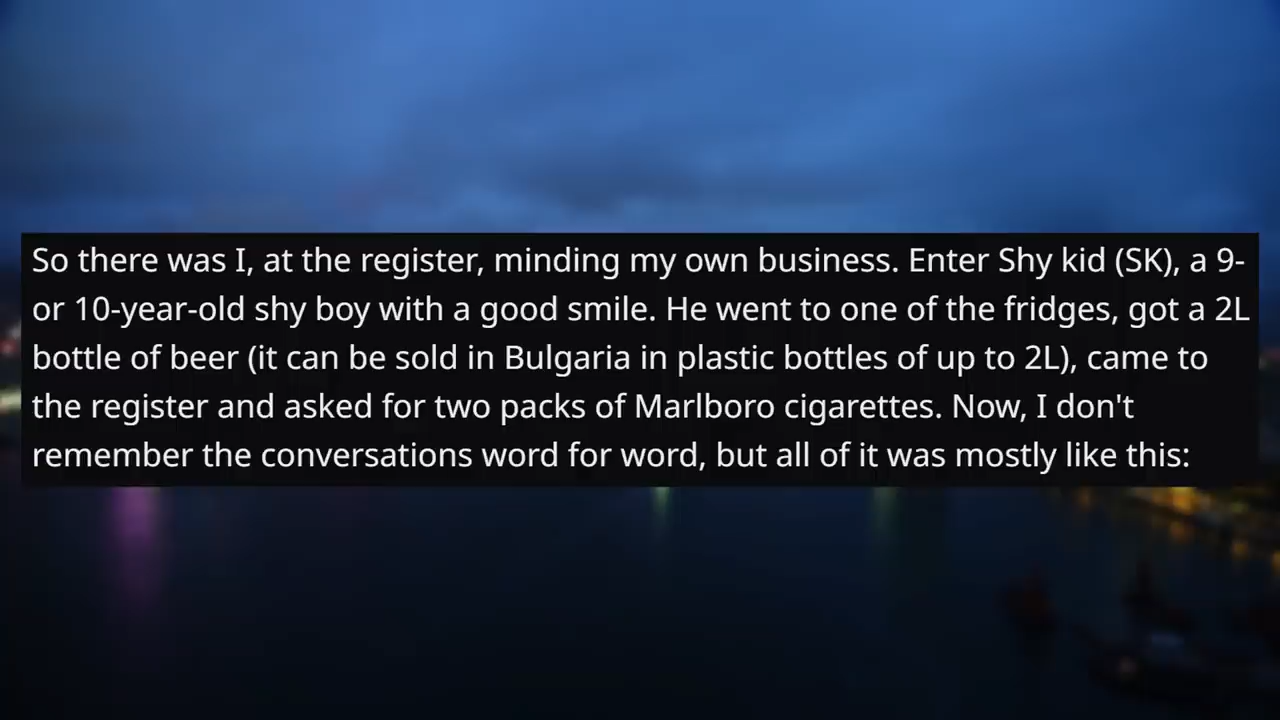 So there was I, at the register, minding my own business. Enter Shy kid (SK), a 9-
or 10-year-old shy boy with a good smile. He went to one of the fridges, got a 2L
bottle of beer (it can be sold in Bulgaria in plastic bottles of up to 2L), came to
the register and asked for two packs of Marlboro cigarettes. Now, I don't
remember the conversations word for word, but all of it was mostly like this: